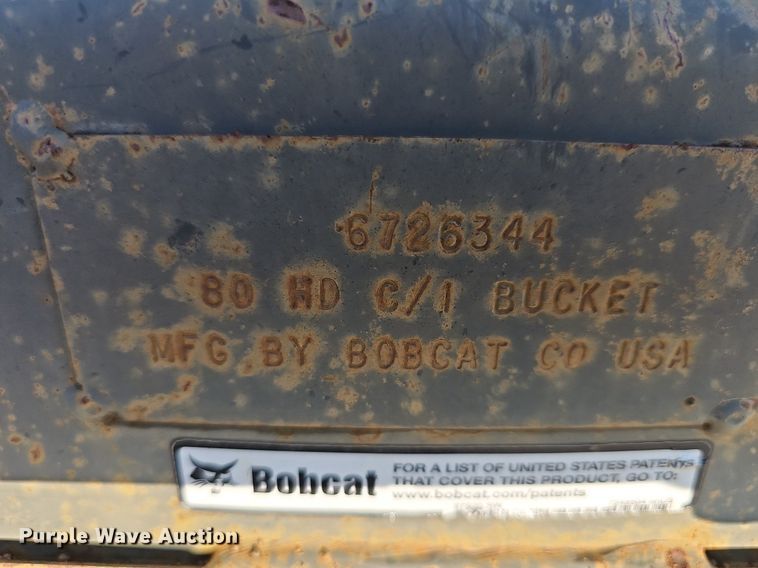 6726344
80 HD C/I BUCKET
MFG BY BOBCAT CO USA
Bobcat
FOR A LIST OF UNITED STATES PATENTS
THAT COVER THIS PRODUCT, GO TO:
www.bobcat.com/patents
Purple Wave Auction